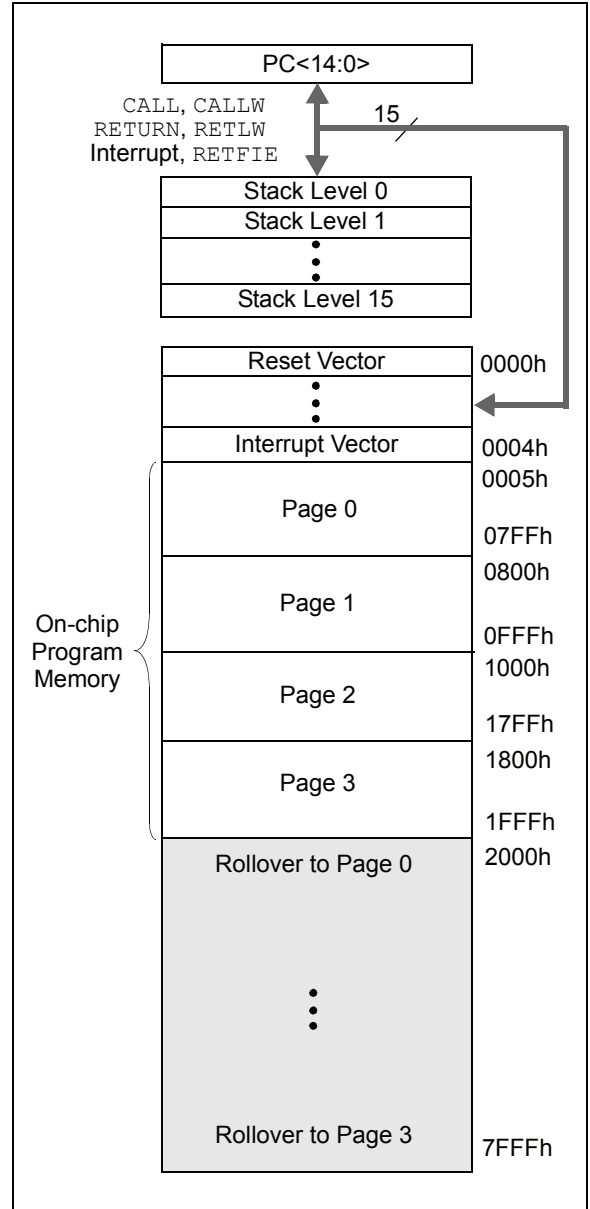 PC<14:0>
CALL, CALLW
RETURN, RETLW
Interrupt, RETFIE
15
Stack Level 0
Stack Level 1
Stack Level 15
Reset Vector
0000h
Interrupt Vector
0004h
0005h
Page 0
07FFh
0800h
Page 1
0FFFh
On-chip
Program
Memory
1000h
Page 2
17FFh
1800h
Page 3
1FFFh
2000h
Rollover to Page 0
Rollover to Page 3
7FFFh